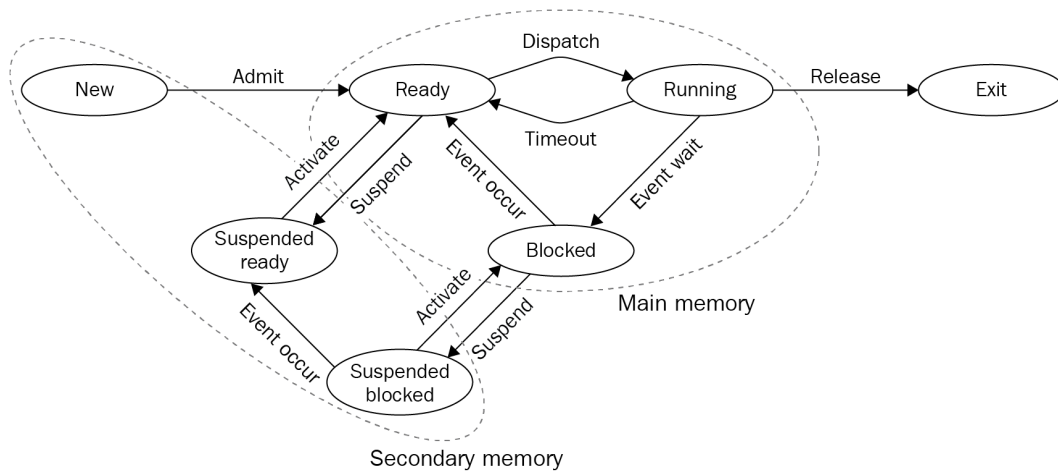 Dispatch
New
Admit
Ready
Running
Release
Exit
Timeout
Activate
Suspend
Event occur
Event wait
Suspended
ready
Blocked
Activate
Suspend
Main memory
Event occur
Suspended
blocked
Secondary memory